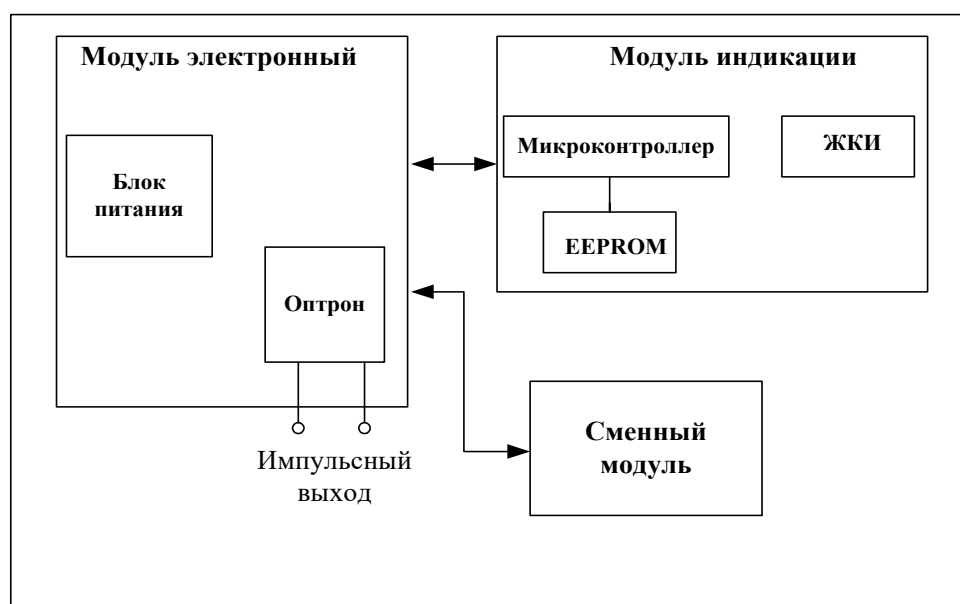 Модуль электронный
Модуль индикации
Микроконтроллер
ЖКИ
Блок
питания
EEPROM
Оптрон
Сменный
модуль
Импульсный
выход